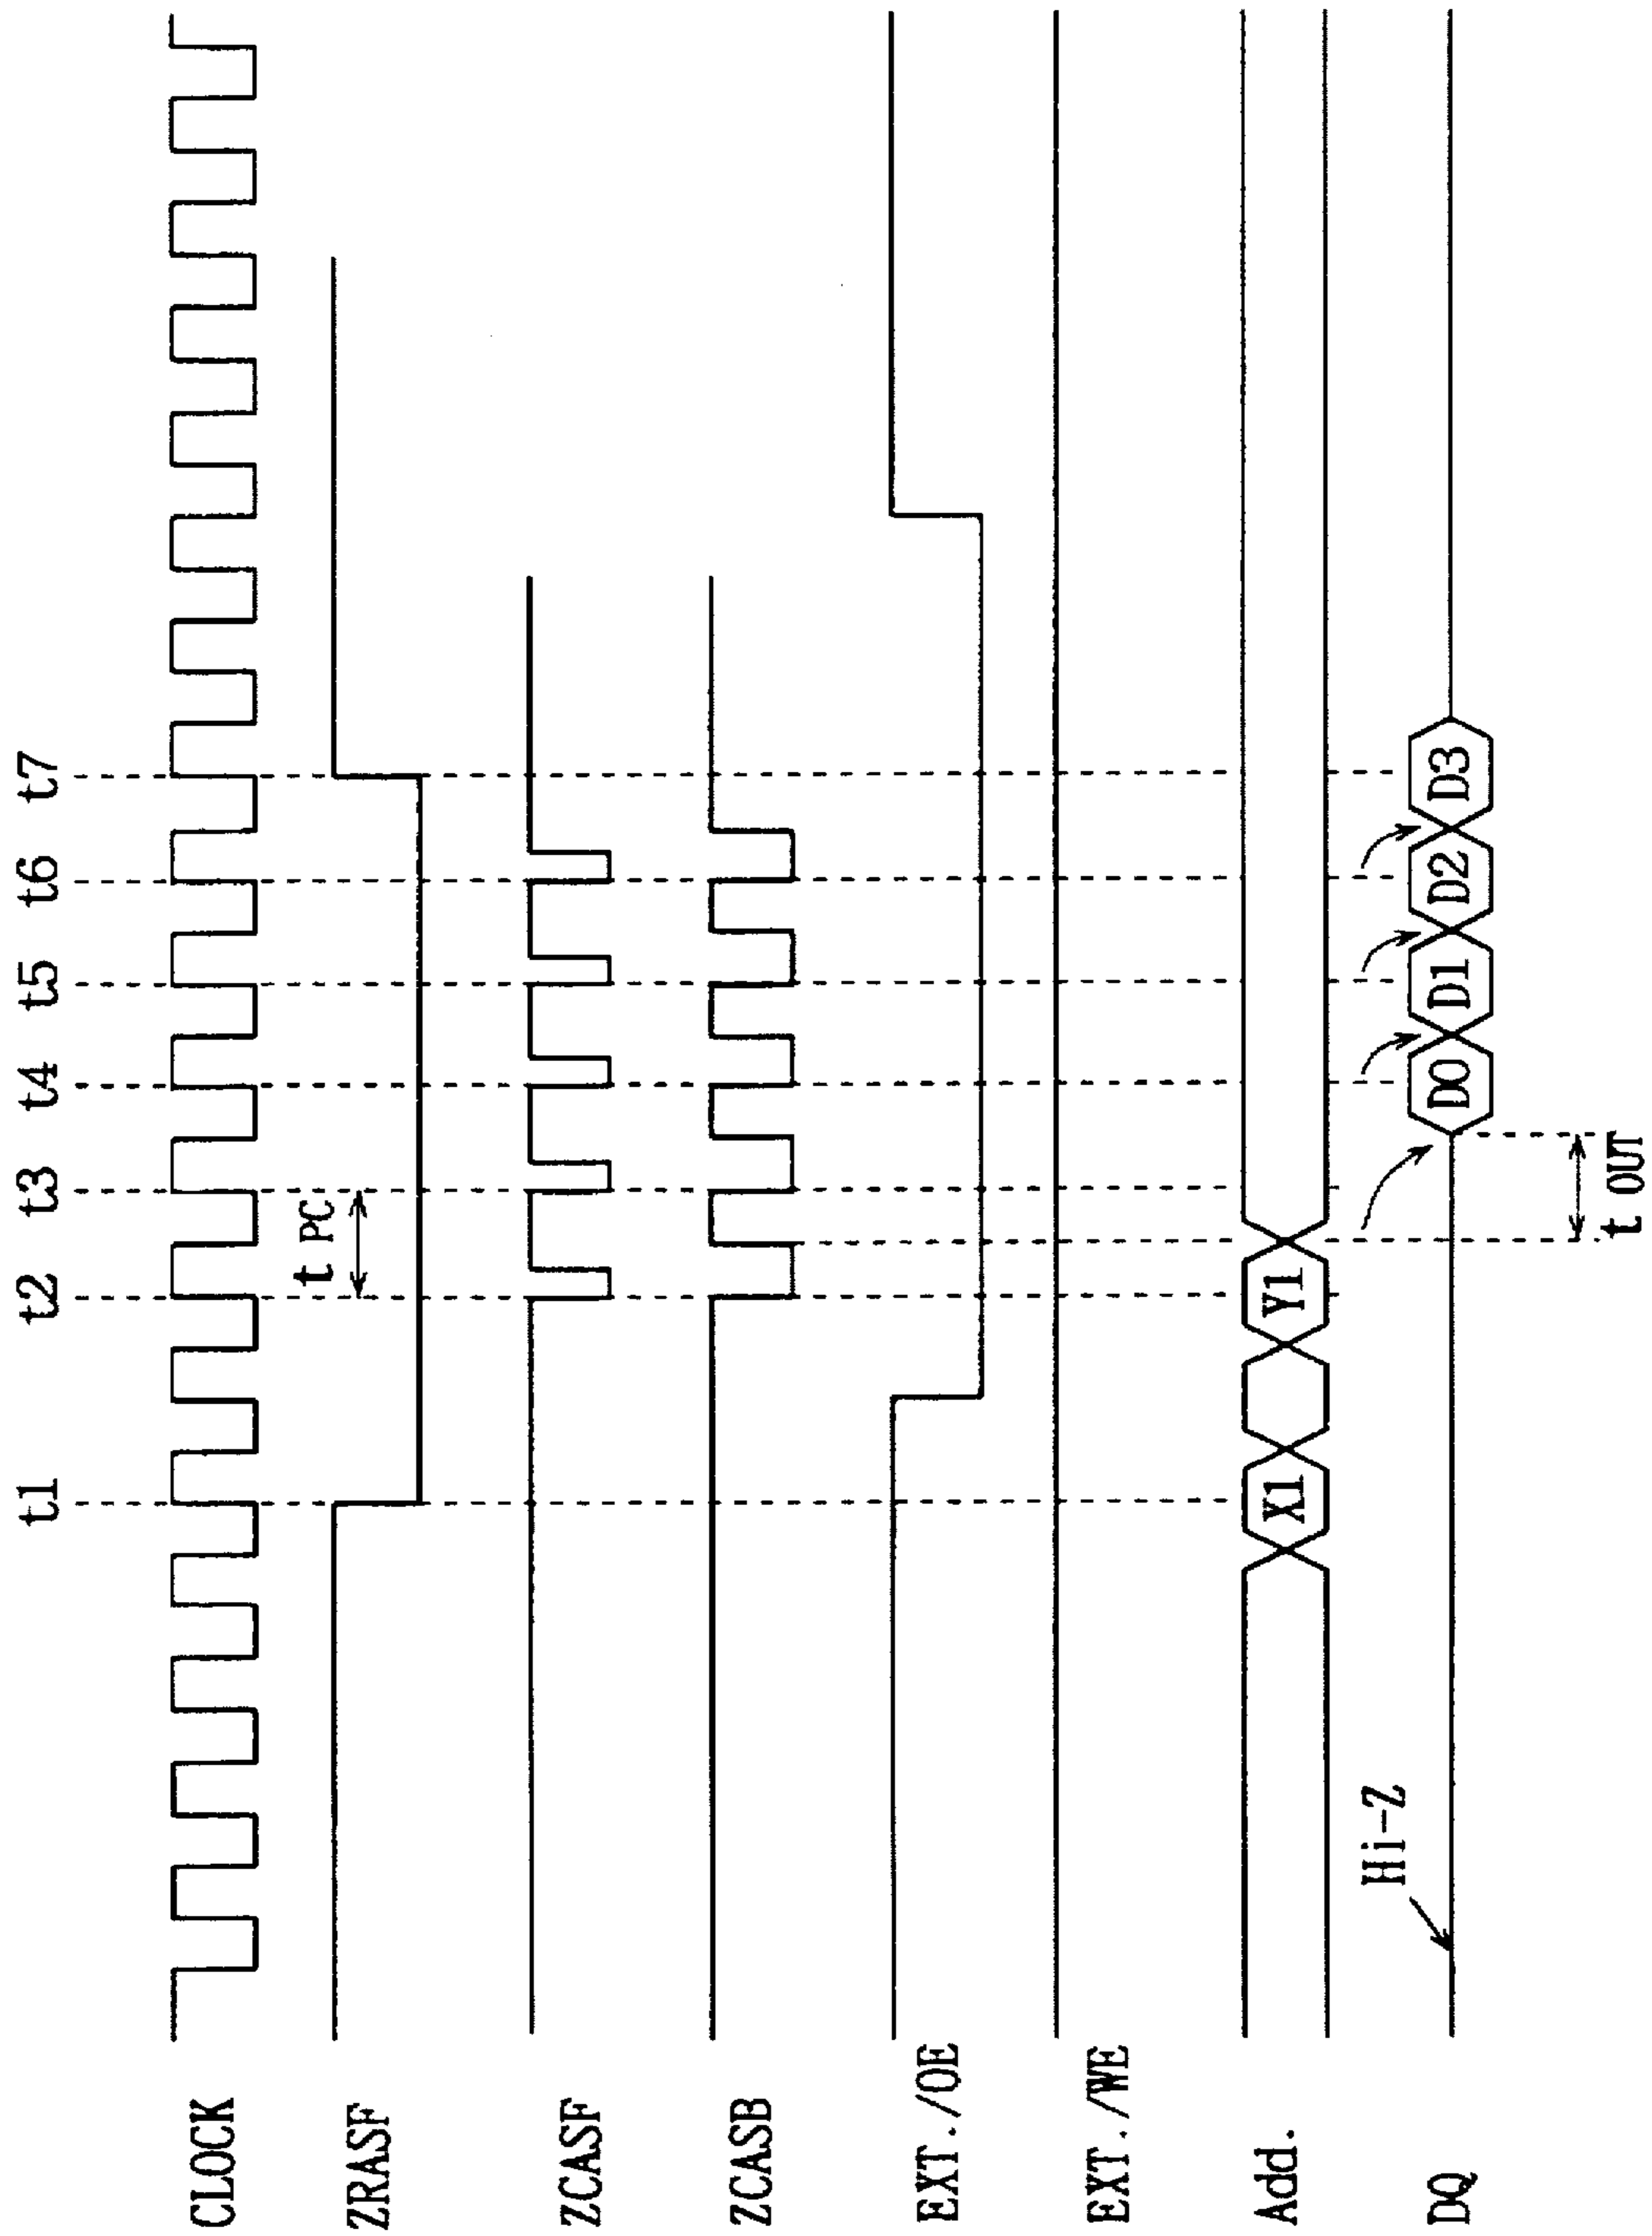 t1 t2 t3 t4 t5 t6 t7
CLOCK
t PC
ZRASF
ZCASF
ZCASB
EXT./OE
EXT./WE
Add. X1 Y1
Hi-Z
DQ D0 D1 D2 D3
t OUT